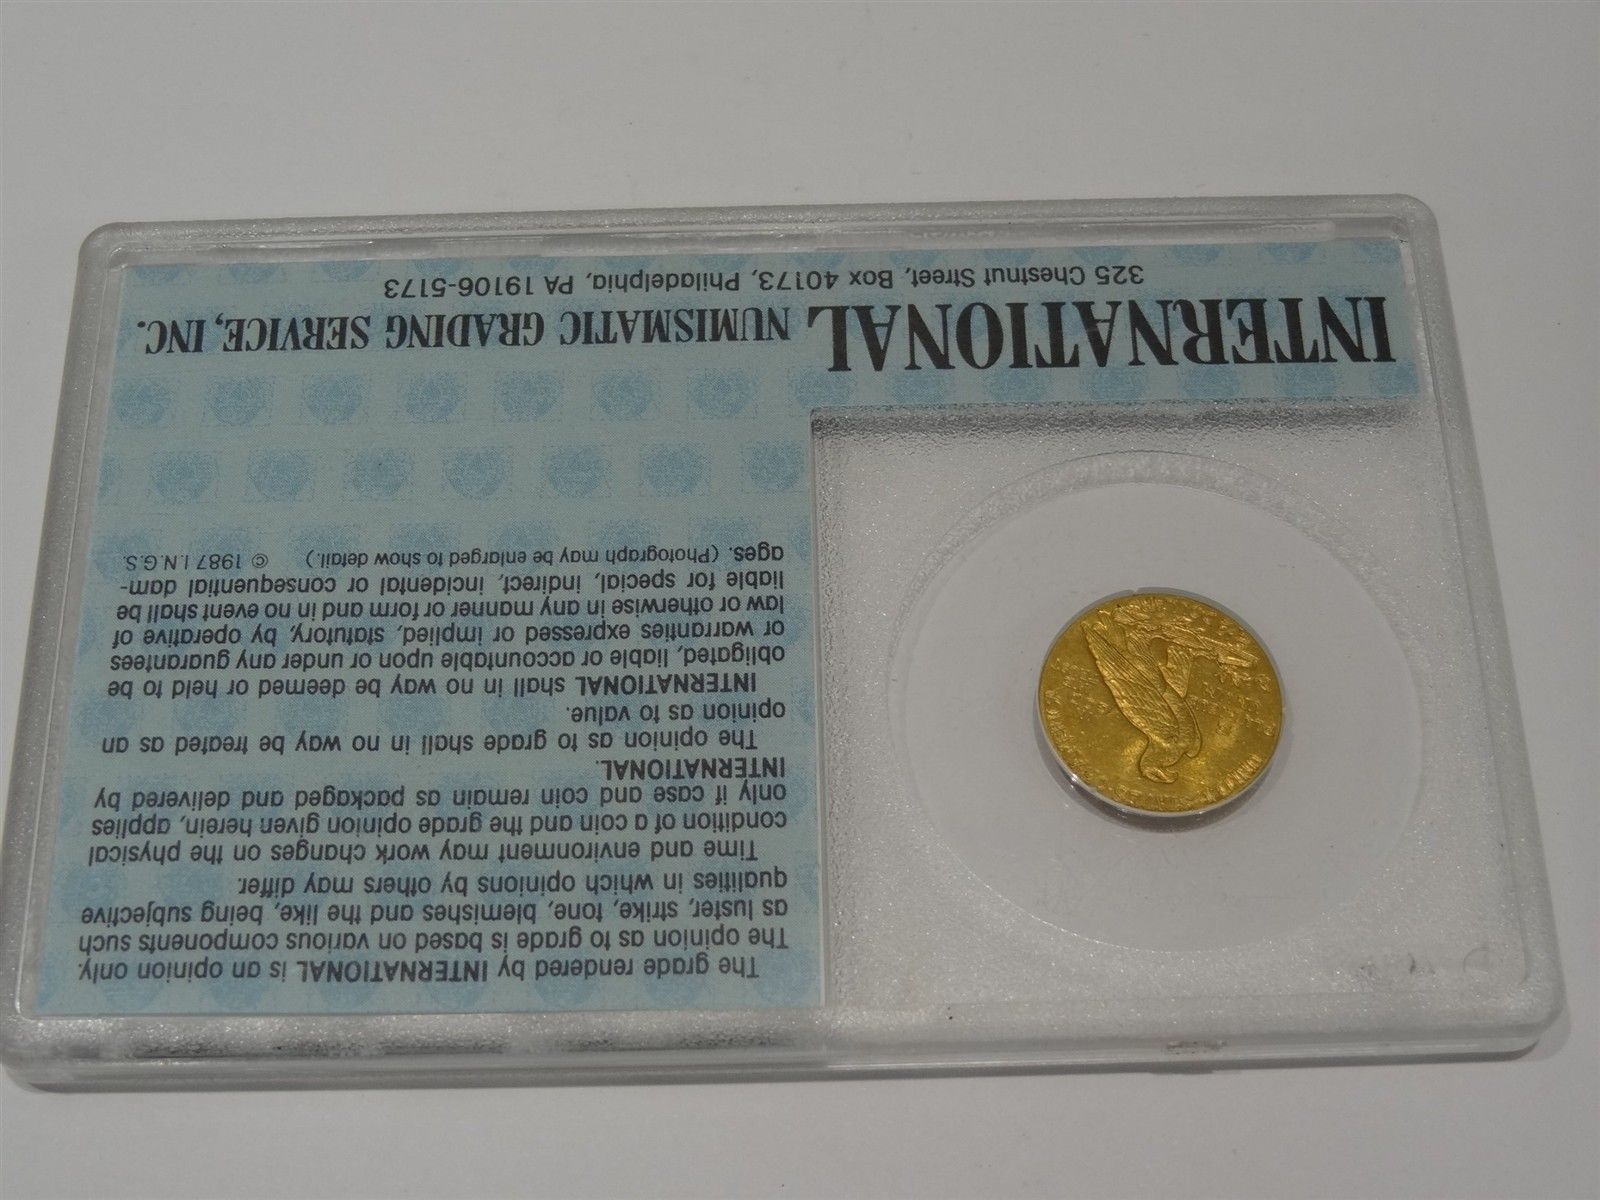 The grade rendered by INTERNATIONAL is an opinion only.
The opinion as to grade is based on various components such
as luster, strike, tone, blemishes and the like, being subjective
qualities in which opinions by others may differ.
Time and environment may work changes on the physical
condition of a coin and the grade opinion given herein, applies
only if case and coin remain as packaged and delivered by
INTERNATIONAL.
The opinion as to grade shall in no way be treated as an
opinion as to value.
INTERNATIONAL shall in no way be deemed or held to be
obligated, liable or accountable upon or under any guarantees
or warranties expressed or implied, statutory, by operative of
law or otherwise in any manner or form and in no event shall be
liable for special, indirect, incidental or consequential dam-
ages. (Photograph may be enlarged to show detail.) © 1987 I.N.G.S.
INTERNATIONAL NUMISMATIC GRADING SERVICE, INC.
325 Chestnut Street, Box 40173, Philadelphia, PA 19106-5173